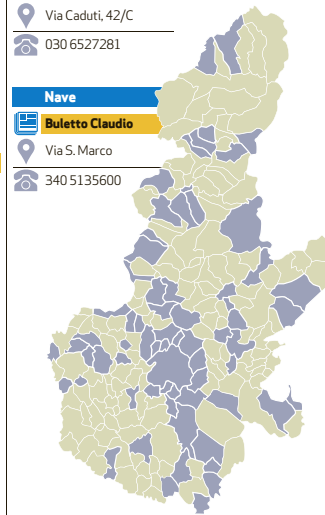 Via Caduti, 42/C
030 6527281
Nave
Buletto Claudio
Via S. Marco
340 5135600